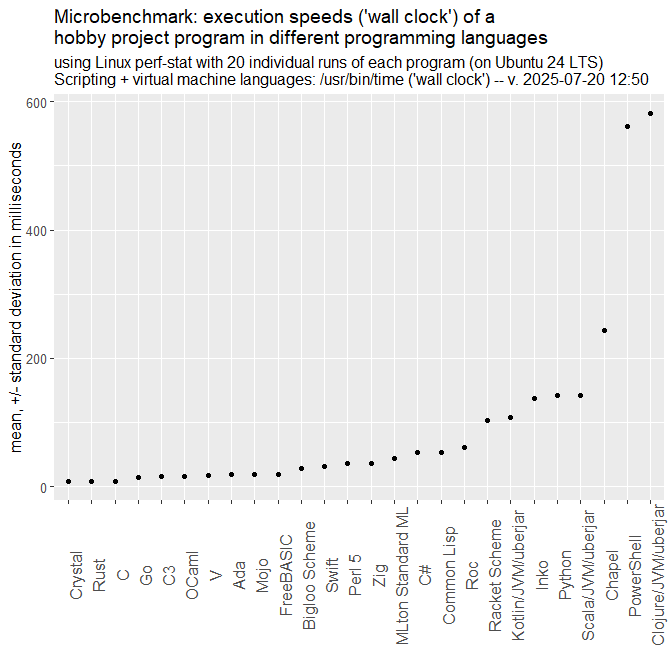 Microbenchmark: execution speeds ('wall clock') of a
hobby project program in different programming languages
using Linux perf-stat with 20 individual runs of each program (on Ubuntu 24 LTS)
Scripting + virtual machine languages: /usr/bin/time ('wall clock') -- v. 2025-07-20 12:50
mean, +/- standard deviation in milliseconds
600
400
200
0
Crystal
Rust
C
Go
C3
OCaml
V
Ada
Mojo
FreeBASIC
Bigloo Scheme
Swift
Perl 5
Zig
MLton Standard ML
C#
Common Lisp
Roc
Racket Scheme
Kotlin/JVM/uberjar
Inko
Python
Scala/JVM/uberjar
Chapel
PowerShell
Clojure/JVM/uberjar